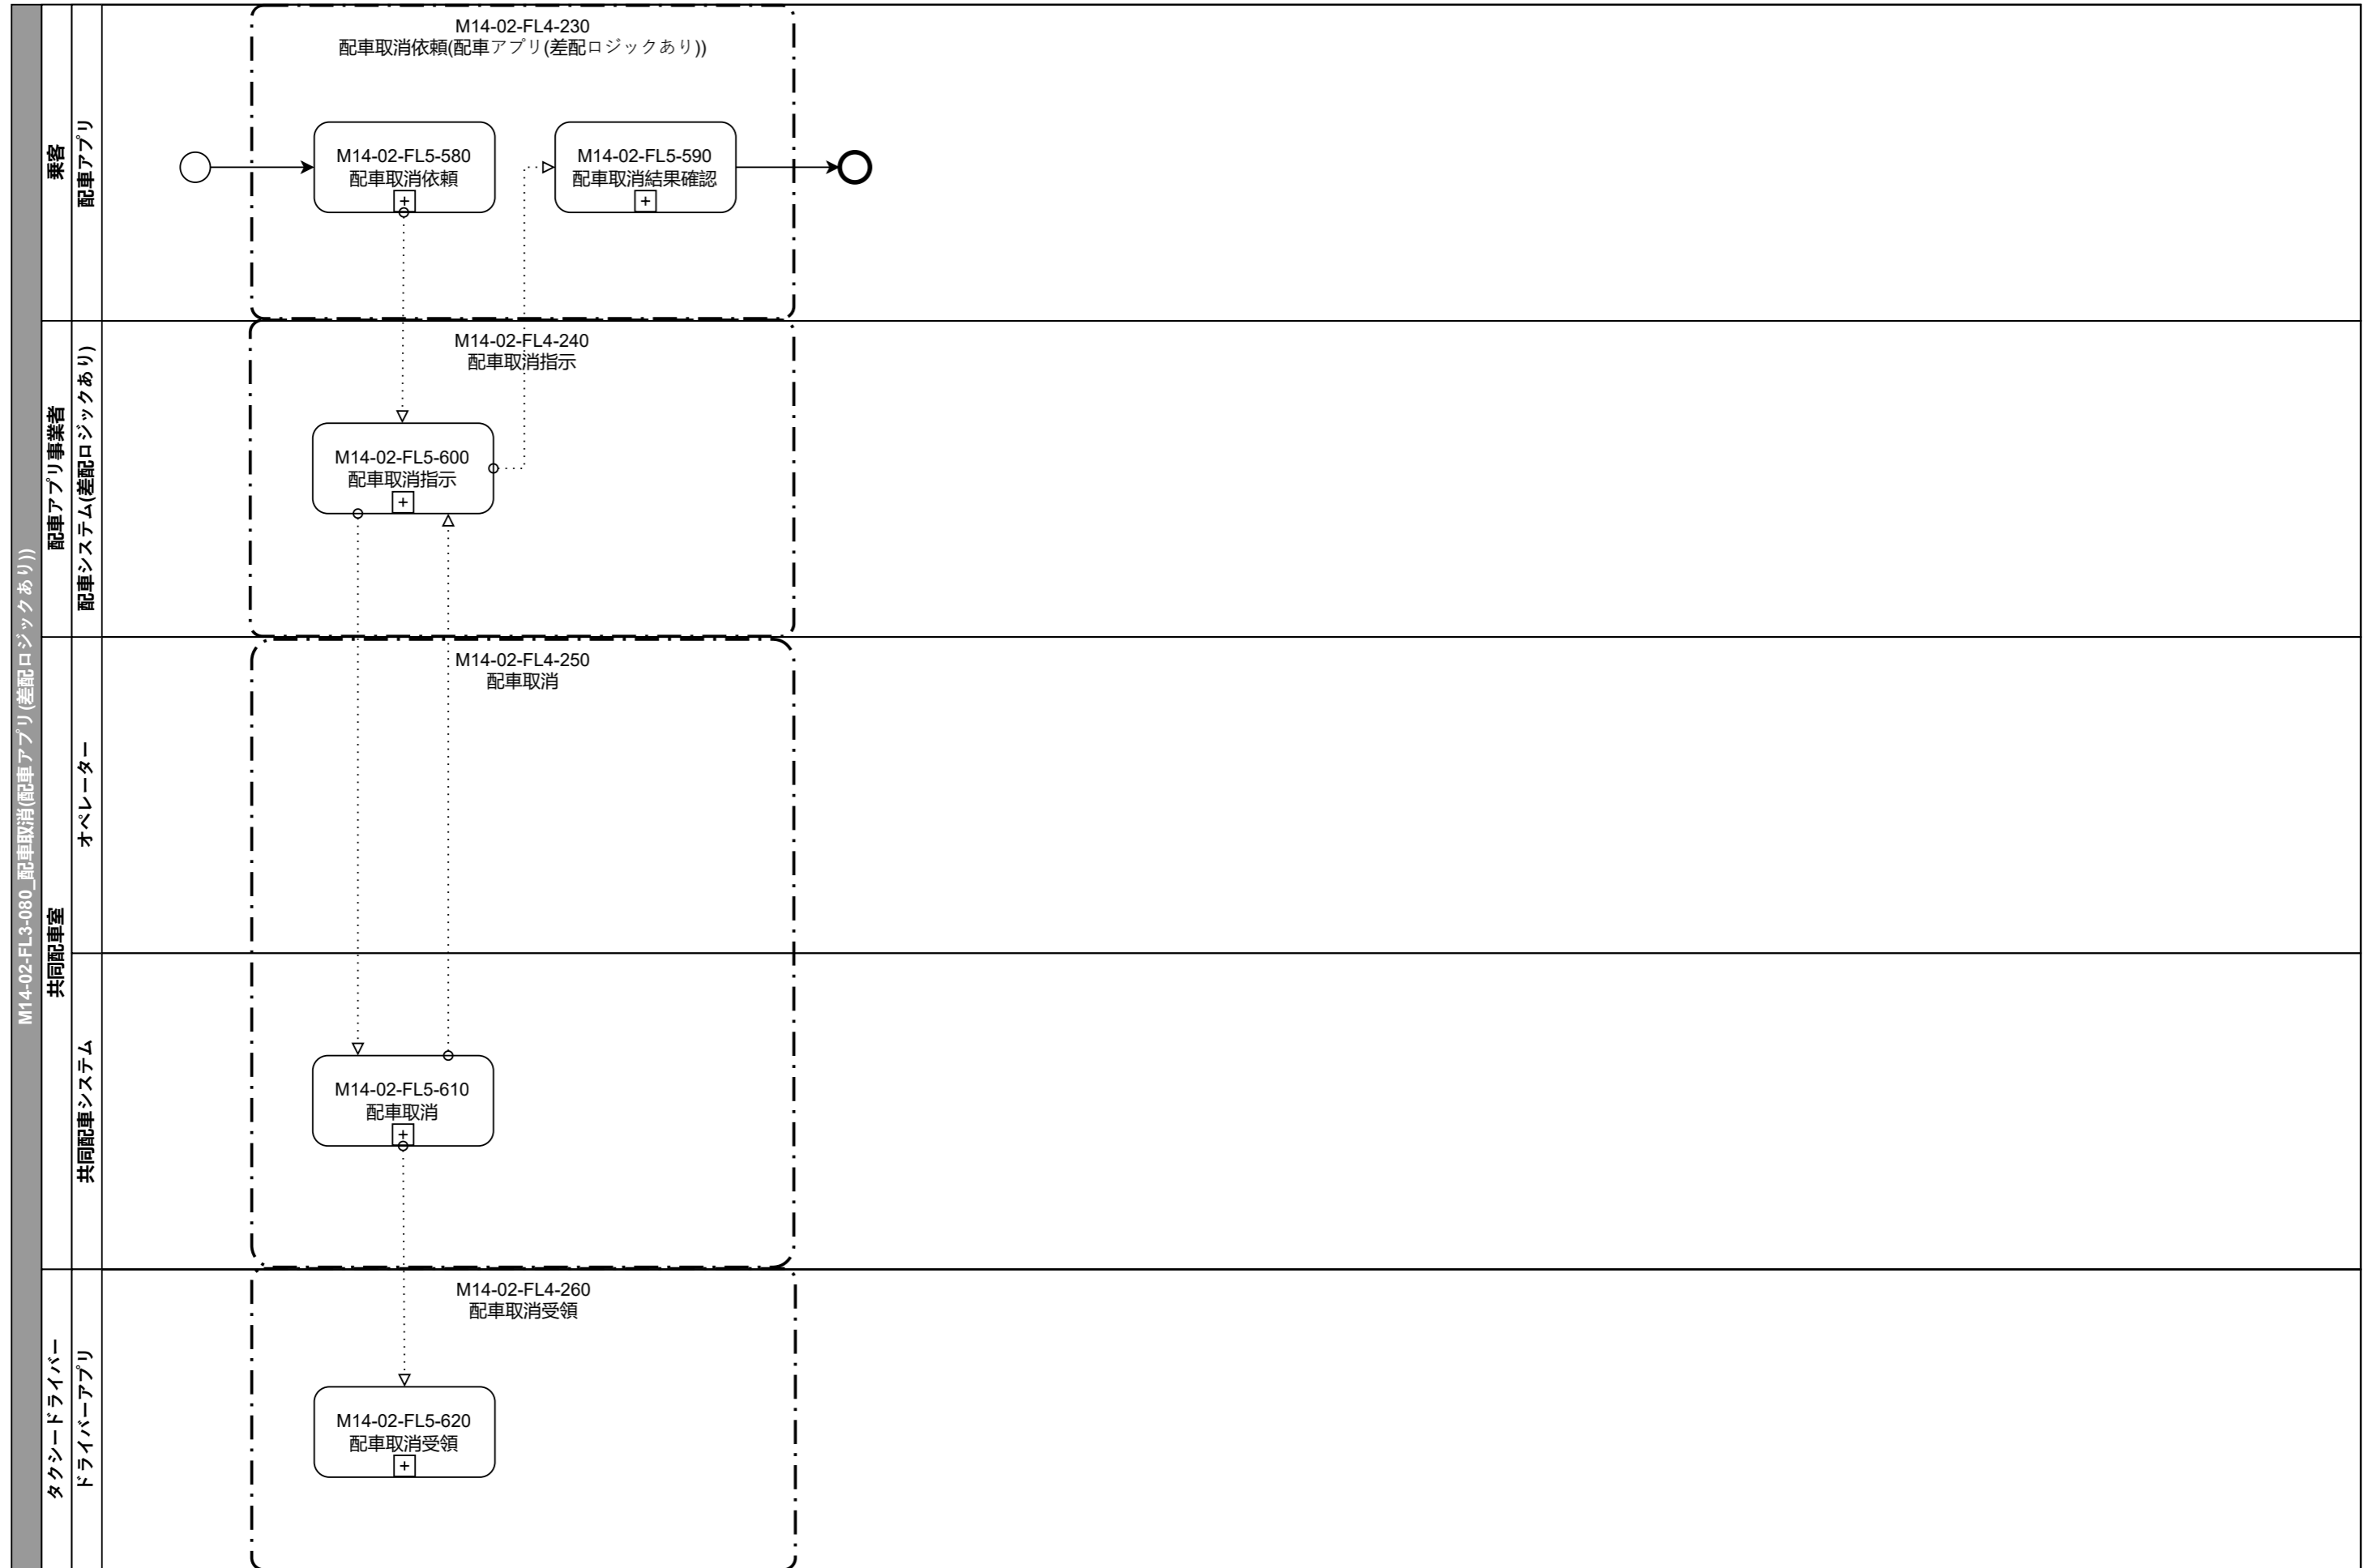 M14-02-FL3-080_配車取消(配車アプリ(差配ロジックあり))
乗客
配車アプリ
M14-02-FL4-230
配車取消依頼(配車アプリ(差配ロジックあり))
M14-02-FL5-580
配車取消依頼
+
M14-02-FL5-590
配車取消結果確認
+
配車アプリ事業者
配車システム(差配ロジックあり)
M14-02-FL4-240
配車取消指示
M14-02-FL5-600
配車取消指示
+
共同配車室
オペレーター
M14-02-FL4-250
配車取消
共同配車システム
M14-02-FL5-610
配車取消
+
タクシードライバー
ドライバーアプリ
M14-02-FL4-260
配車取消受領
M14-02-FL5-620
配車取消受領
+